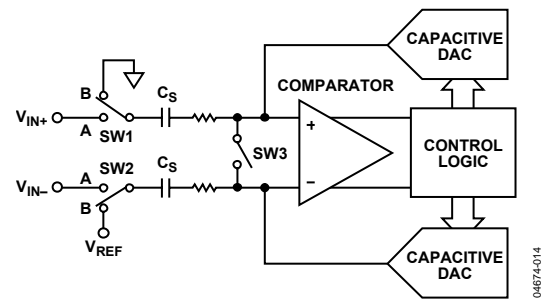 CAPACITIVE
DAC
COMPARATOR
B
CS
VIN+
A
SW1
+
SW3
CONTROL
LOGIC
SW2
CS
VIN–
A
B
–
VREF
CAPACITIVE
DAC
04674-014